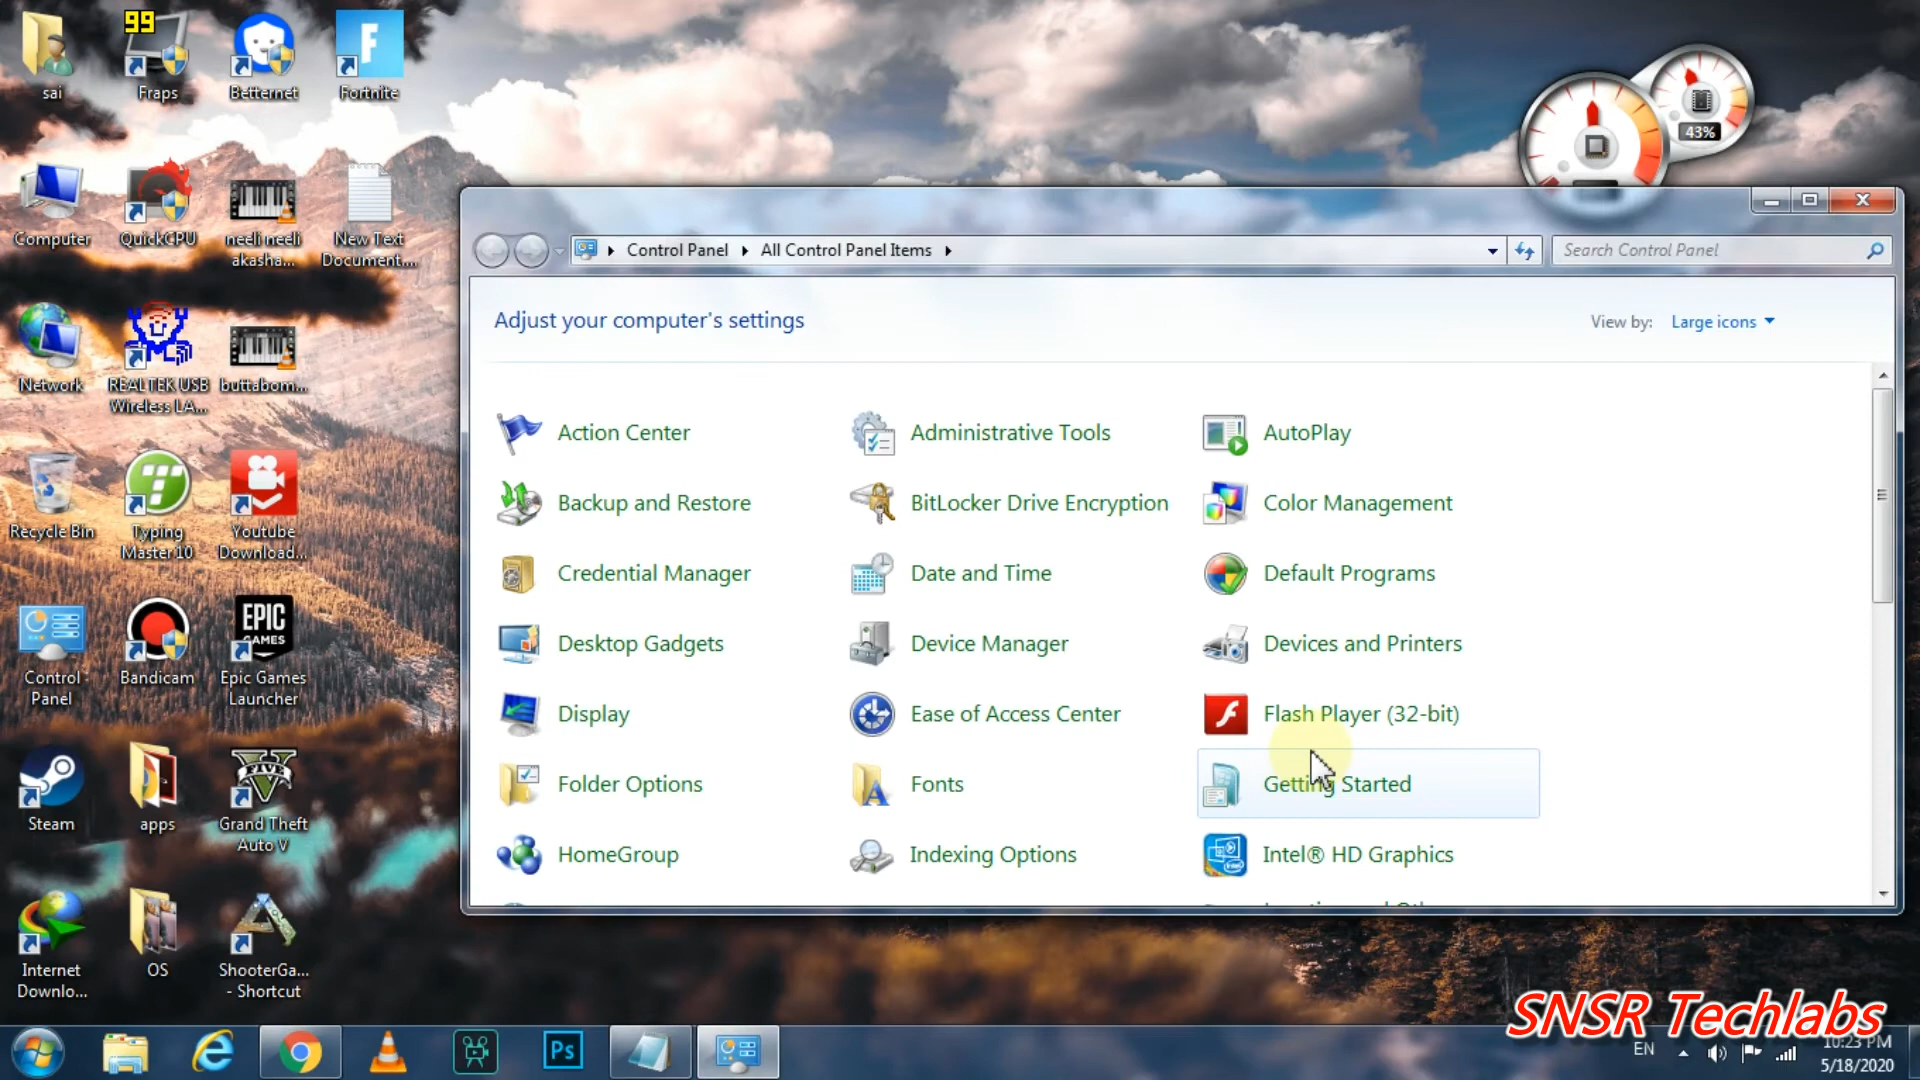 99
sai
Fraps
Betternet
Fortnite
43%
Computer
QuickCPU
neeli neeli
akasha...
New Text
Document....
Control Panel
All Control Panel Items
Search Control Panel
Adjust your computer's settings
View by:
Large icons
Network
REALTEK USB
Wireless LA...
buttabom...
Action Center
Administrative Tools
AutoPlay
Recycle Bin
Typing
Master 10
Youtube
Download...
Backup and Restore
BitLocker Drive Encryption
Color Management
Credential Manager
Date and Time
Default Programs
EPIC
GAMES
Control
Panel
Bandicam
Epic Games
Launcher
Desktop Gadgets
Device Manager
Devices and Printers
Display
Ease of Access Center
Flash Player (32-bit)
Steam
apps
Grand Theft
Auto V
Folder Options
Fonts
Getting Started
HomeGroup
Indexing Options
Intel® HD Graphics
Internet
Downlo...
OS
ShooterGa...
- Shortcut
SNSR Techlabs
Ps
EN
10:23 PM
5/18/2020